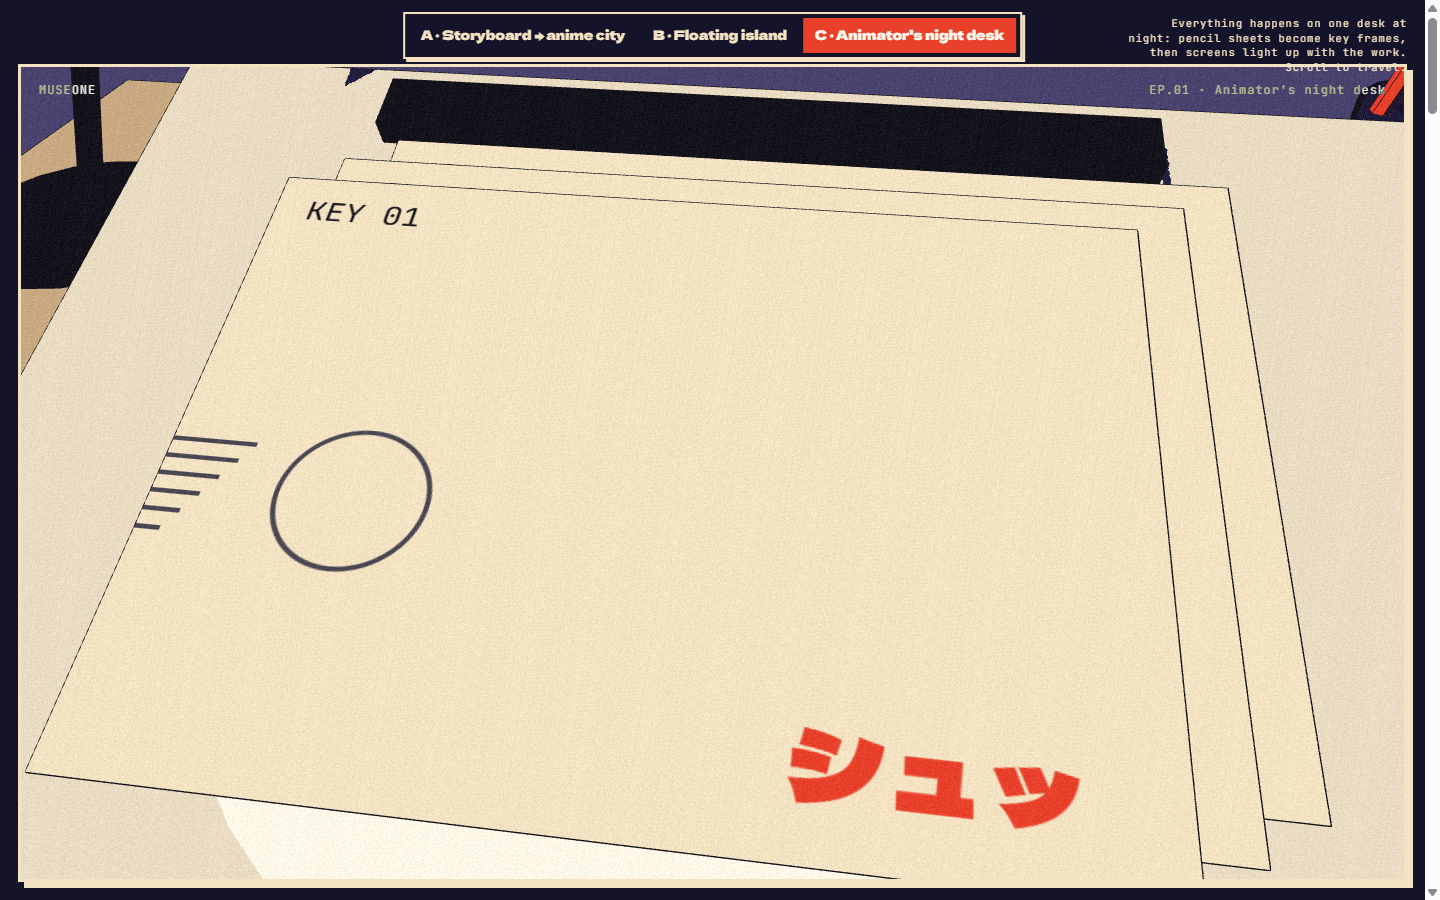 A · Storyboard → anime city
B · Floating island
C · Animator's night desk
Everything happens on one desk at
night: pencil sheets become key frames,
then screens light up with the work.
Scroll to travel.
MUSEONE
EP.01 · Animator's night desk
KEY 01
シュッ